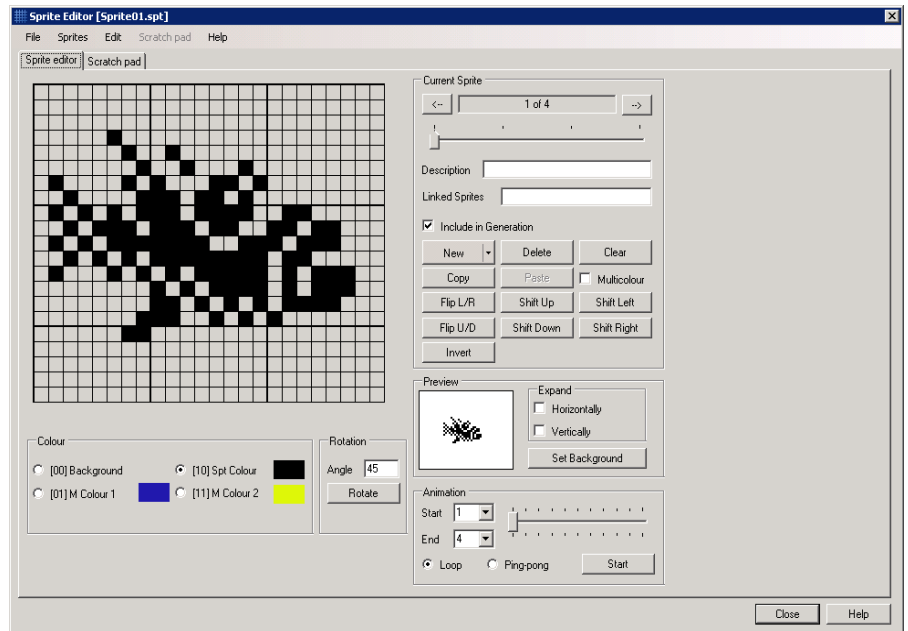 Sprite Editor [Sprite01.spt]
File Sprites Edit Scratch pad Help
Sprite editor Scratch pad
Current Sprite
<-- 1 of 4 -->
Description
Linked Sprites
Include in Generation
New Delete Clear
Copy Paste Multicolour
Flip L/R Shift Up Shift Left
Flip U/D Shift Down Shift Right
Invert
Preview
Expand
Horizontally
Vertically
Set Background
Colour
[00] Background [10] Spt Colour
[01] M Colour 1 [11] M Colour 2
Rotation
Angle 45
Rotate
Animation
Start 1
End 4
Loop Ping-pong Start
Close Help